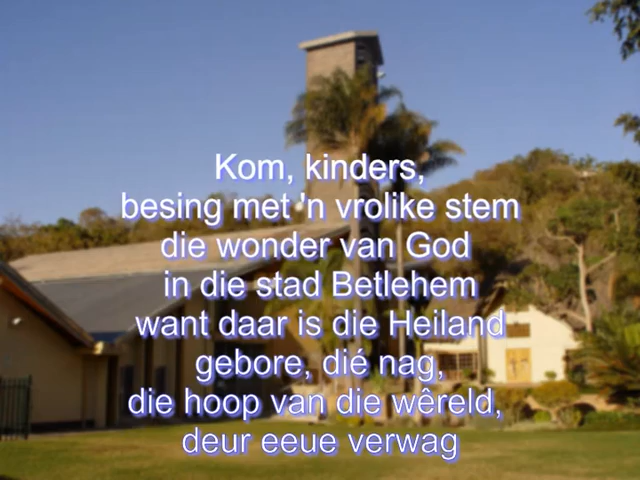 Kom, kinders,
besing met 'n vrolike stem
die wonder van God
in die stad Betlehem
want daar is die Heiland
gebore, dié nag,
die hoop van die wêreld,
deur eeue verwag